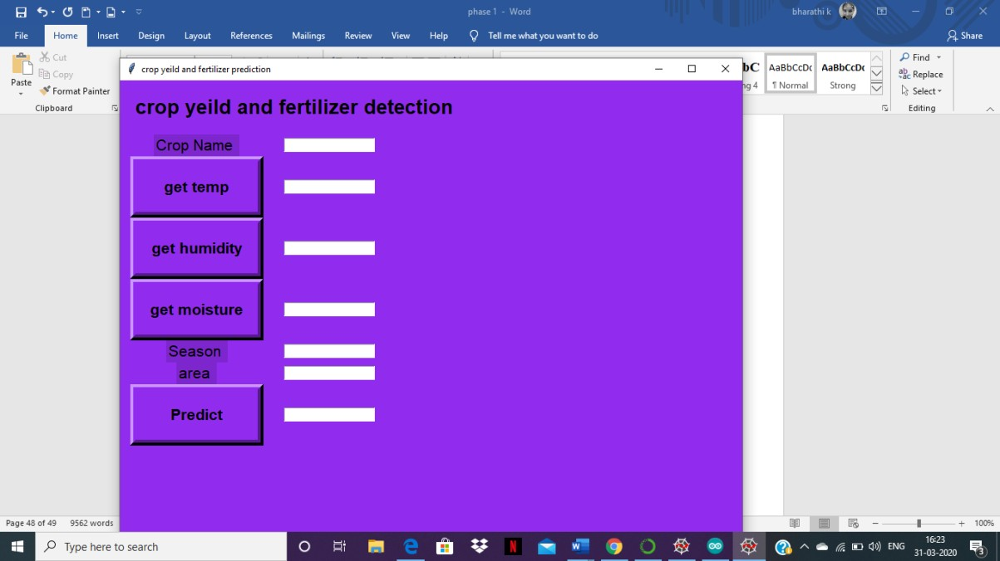 phase 1 - Word
bharathi k
File Home Insert Design Layout References Mailings Review View Help Tell me what you want to do Share
Paste
Cut
Copy
Format Painter
Clipboard
AaBbCcDc
¶ Normal
AaBbCcDc
Strong
ng 4
Find
Replace
Select
Editing
crop yeild and fertilizer prediction
crop yeild and fertilizer detection
Crop Name
get temp
get humidity
get moisture
Season
area
Predict
Page 48 of 49 9562 words
100%
Type here to search
ENG
16:23
31-03-2020
3